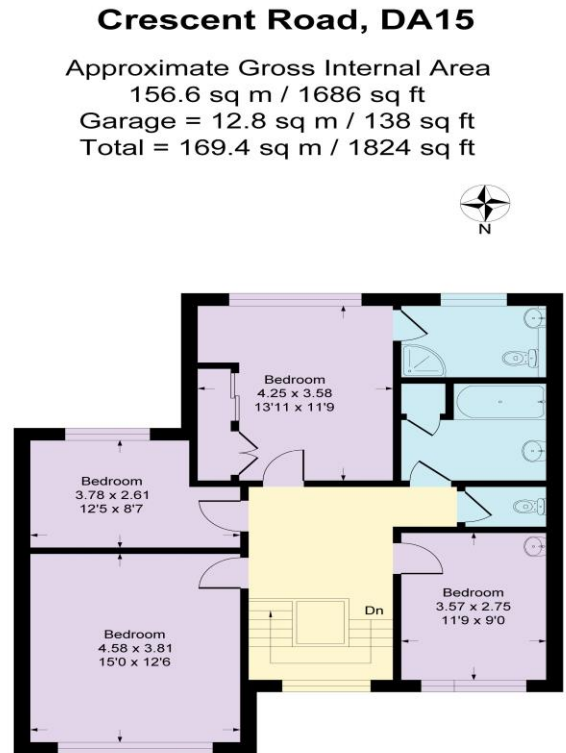 Crescent Road, DA15
Approximate Gross Internal Area
156.6 sq m / 1686 sq ft
Garage = 12.8 sq m / 138 sq ft
Total = 169.4 sq m / 1824 sq ft
N
Bedroom
4.25 x 3.58
13'11 x 11'9
Bedroom
3.78 x 2.61
12'5 x 8'7
Bedroom
4.58 x 3.81
15'0 x 12'6
Dn
Bedroom
3.57 x 2.75
11'9 x 9'0